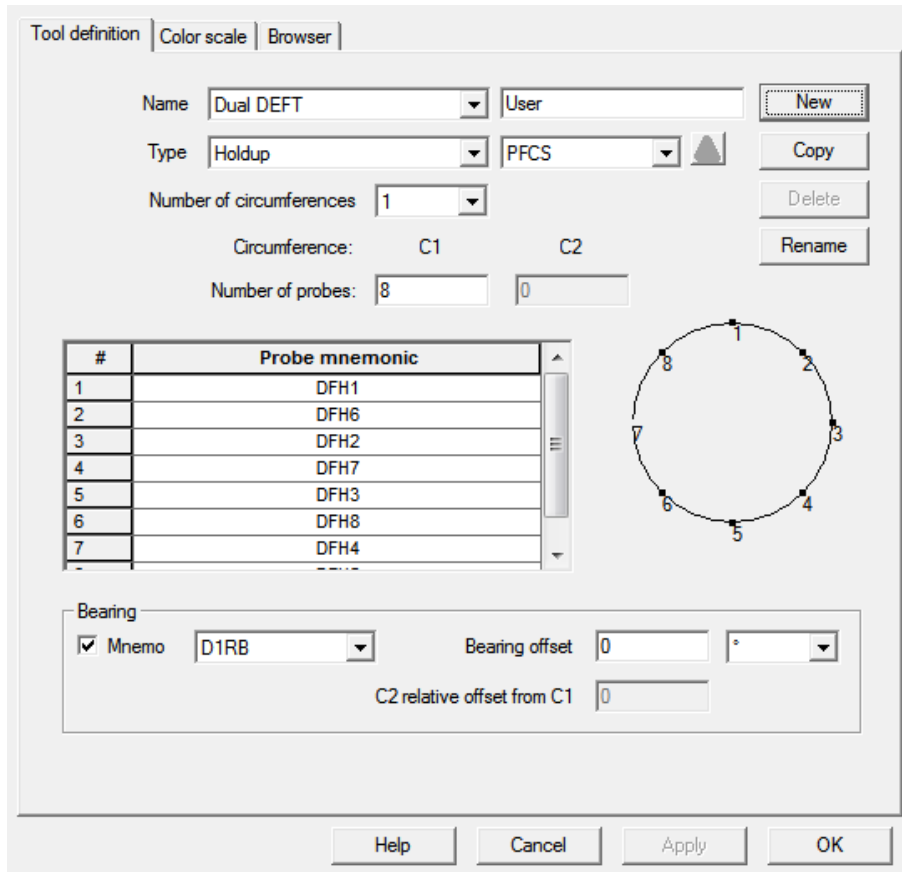 Tool definition Color scale Browser
Name Dual DEFT User New
Type Holdup PFCS Copy
Number of circumferences 1 Delete
Circumference: C1 C2 Rename
Number of probes: 8 0
# Probe mnemonic
1 DFH1
2 DFH6
3 DFH2
4 DFH7
5 DFH3
6 DFH8
7 DFH4
1
2
3
4
5
6
7
8
Bearing
Mnemo D1RB Bearing offset 0 °
C2 relative offset from C1 0
Help Cancel Apply OK